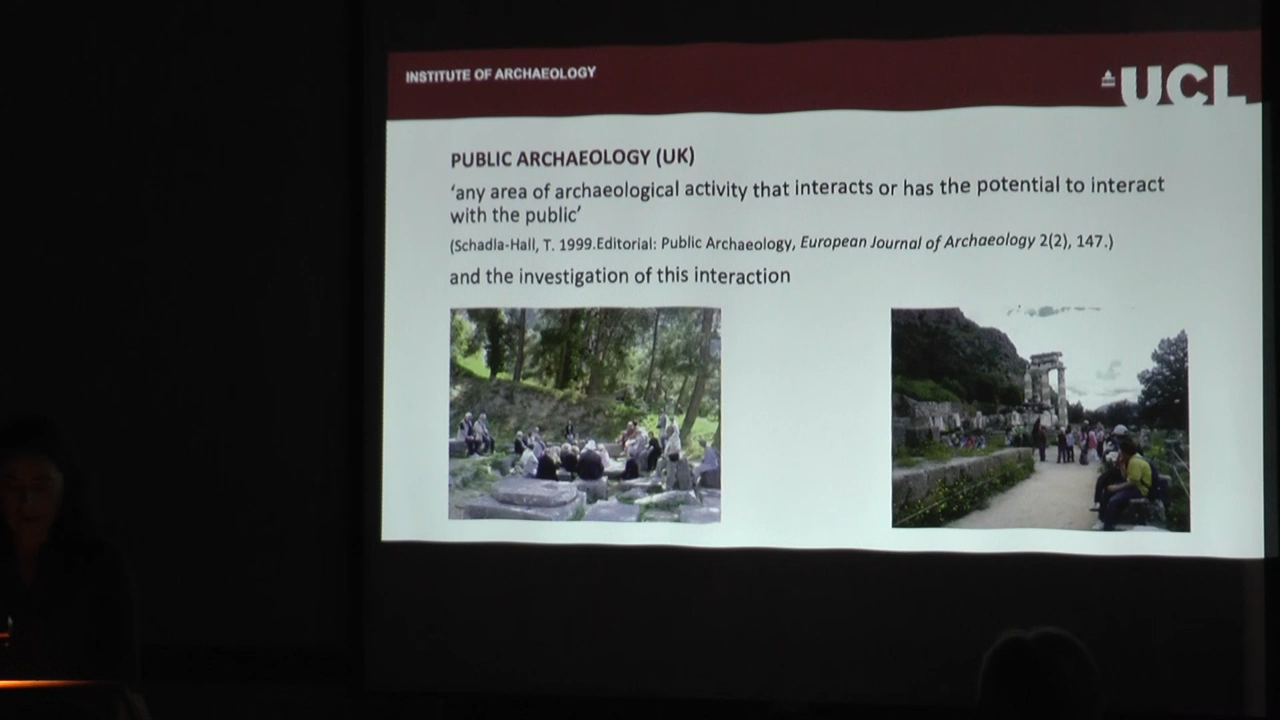 INSTITUTE OF ARCHAEOLOGY
UCL
PUBLIC ARCHAEOLOGY (UK)
‘any area of archaeological activity that interacts or has the potential to interact
with the public’
(Schadla-Hall, T. 1999.Editorial: Public Archaeology, European Journal of Archaeology 2(2), 147.)
and the investigation of this interaction